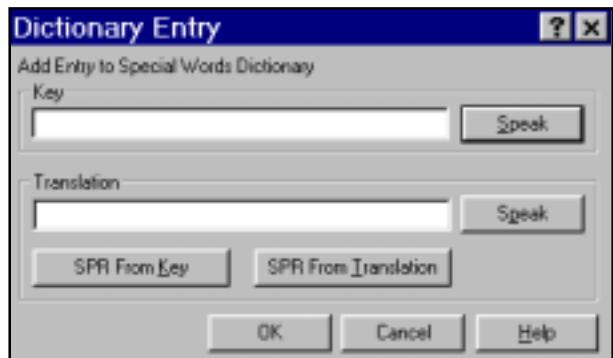 Dictionary Entry ? ×
Add Entry to Special Words Dictionary
Key
Speak
Translation
Speak
SPR From Key SPR From Translation
OK Cancel Help